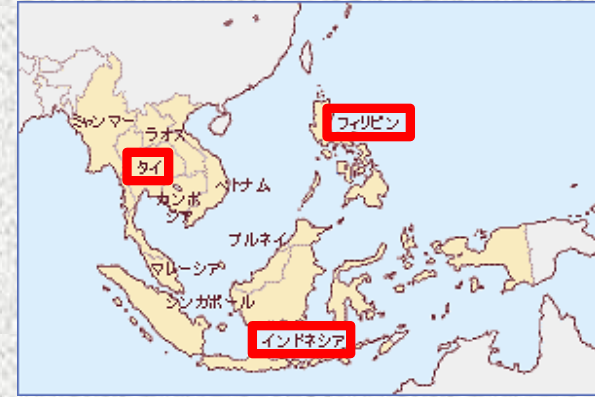 ミャンマー
ラオス
フィリピン
タイ
ベトナム
カンボ
ジア
ブルネイ
マレーシア
シンガポール
インドネシア